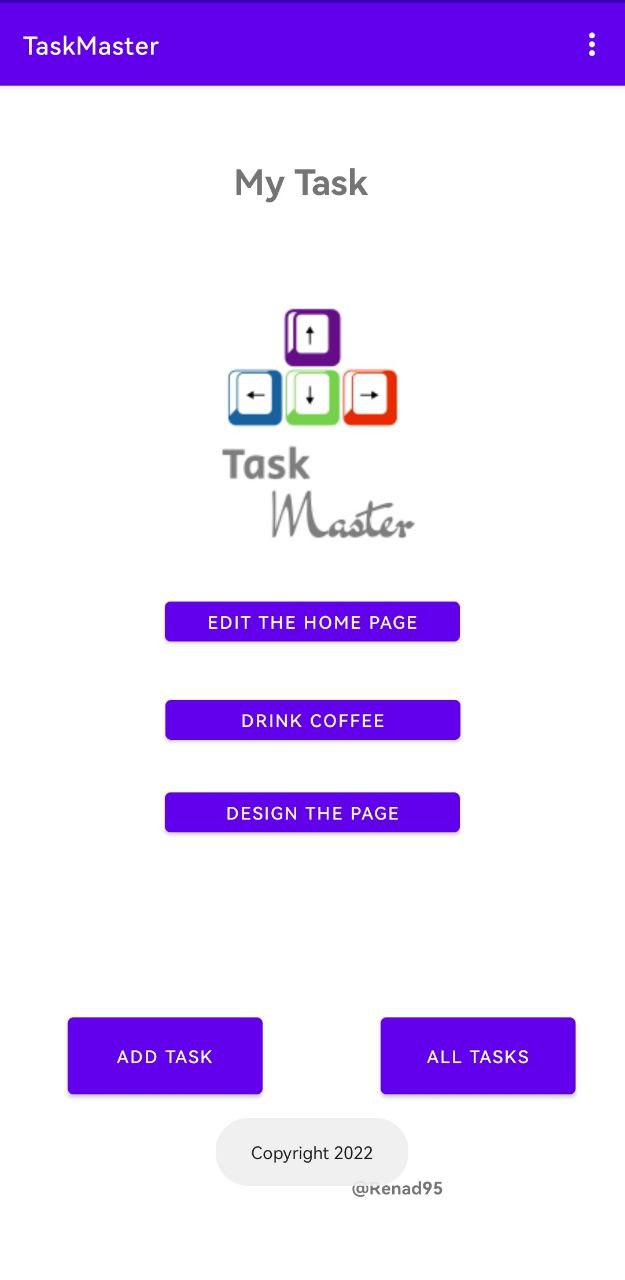 TaskMaster
My Task
Task
Master
EDIT THE HOME PAGE
DRINK COFFEE
DESIGN THE PAGE
ADD TASK
ALL TASKS
Copyright 2022
@Renad95